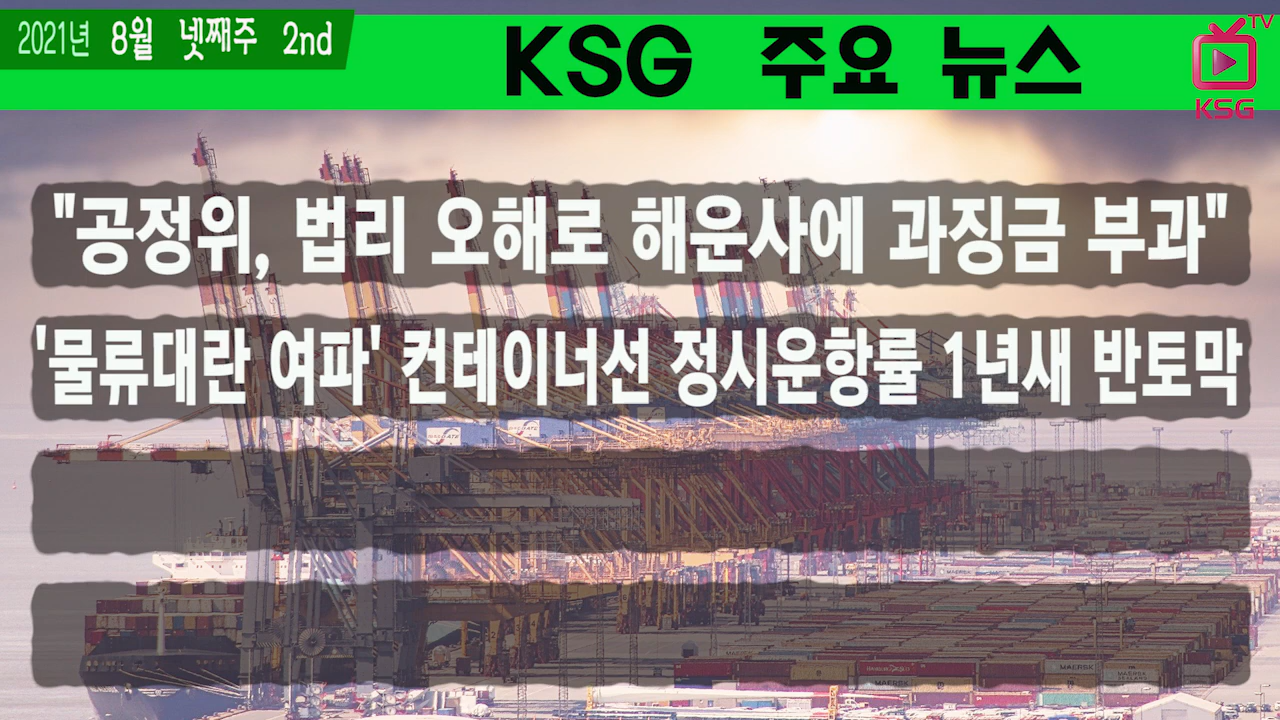 2021년 8월 넷째주 2nd
KSG 주요 뉴스
TV
KSG
"공정위, 법리 오해로 해운사에 과징금 부과"
'물류대란 여파' 컨테이너선 정시운항률 1년새 반토막
MAERSK
MAERSK
MAERSK